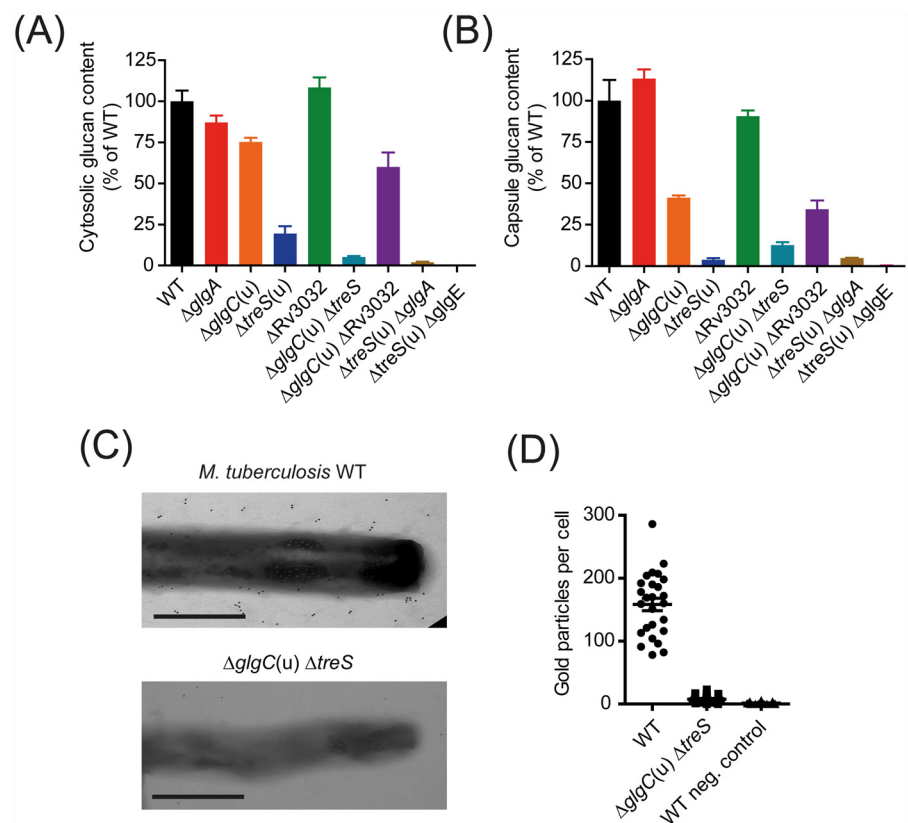 (A)
Cytosolic glucan content
(% of WT)
125
100
75
50
25
0
WT
ΔglgA
ΔglgC(u)
ΔtreS(u)
ΔRv3032
ΔglgC(u) ΔtreS
ΔglgC(u) ΔRv3032
ΔtreS(u) ΔglgA
ΔtreS(u) ΔglgE
(B)
Capsule glucan content
(% of WT)
125
100
75
50
25
0
WT
ΔglgA
ΔglgC(u)
ΔtreS(u)
ΔRv3032
ΔglgC(u) ΔtreS
ΔglgC(u) ΔRv3032
ΔtreS(u) ΔglgA
ΔtreS(u) ΔglgE
(C)
M. tuberculosis WT
ΔglgC(u) ΔtreS
(D)
Gold particles per cell
300
200
100
0
WT
ΔglgC(u) ΔtreS
WT neg. control